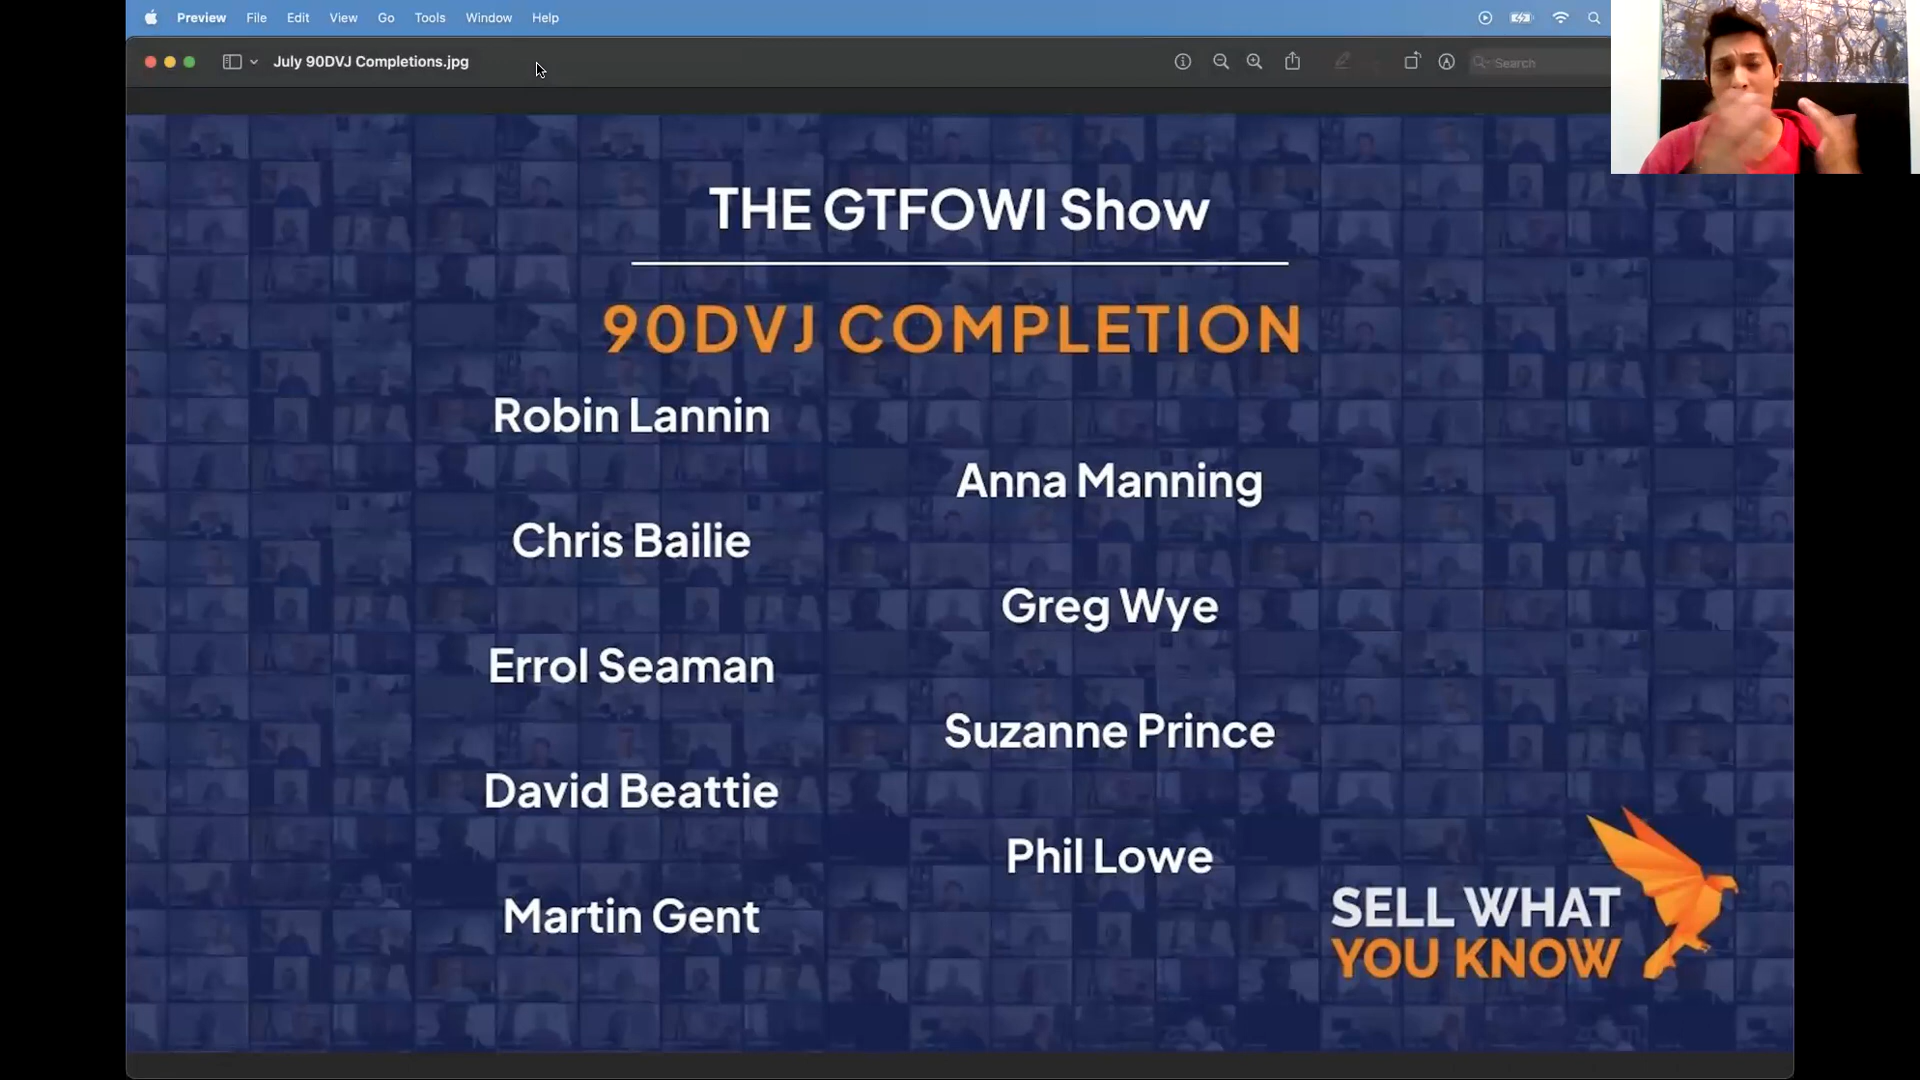 Preview File Edit View Go Tools Window Help
July 90DVJ Completions.jpg
Search
THE GTFOWI Show
90DVJ COMPLETION
Robin Lannin
Anna Manning
Chris Bailie
Greg Wye
Errol Seaman
Suzanne Prince
David Beattie
Phil Lowe
Martin Gent
SELL WHAT
YOU KNOW